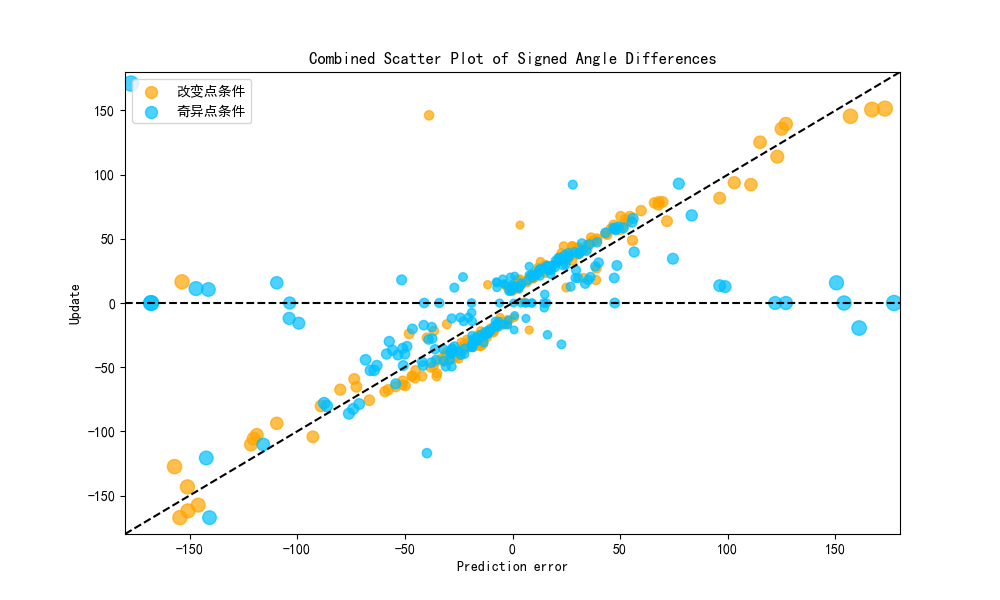 Combined Scatter Plot of Signed Angle Differences
改变点条件
奇异点条件
150
100
50
0
−50
−100
−150
Update
−150 −100 −50 0 50 100 150
Prediction error